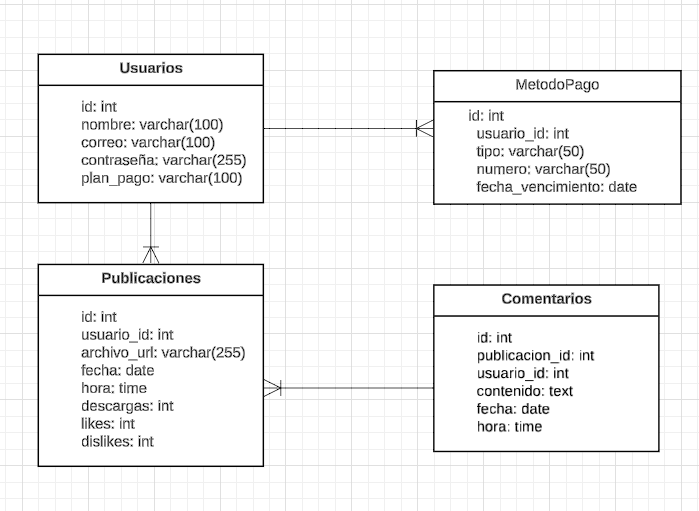 Usuarios
id: int
nombre: varchar(100)
correo: varchar(100)
contraseña: varchar(255)
plan_pago: varchar(100)
MetodoPago
id: int
usuario_id: int
tipo: varchar(50)
numero: varchar(50)
fecha_vencimiento: date
Publicaciones
id: int
usuario_id: int
archivo_url: varchar(255)
fecha: date
hora: time
descargas: int
likes: int
dislikes: int
Comentarios
id: int
publicacion_id: int
usuario_id: int
contenido: text
fecha: date
hora: time